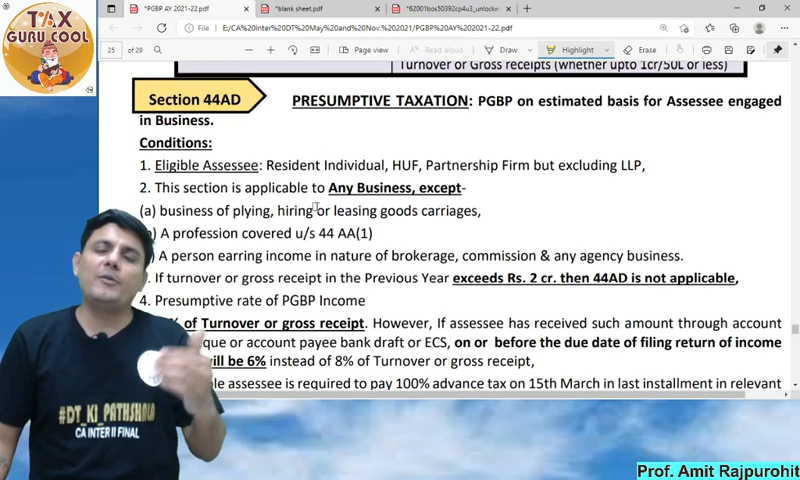 TAX
GURU COOL
*PGBP AY 2021-22.pdf
*blank sheet.pdf
*62001bos50392cp4u3_unlocked
File
E:/CA%20Inter%20DT%20May%20and%20Nov.%202021/PGBP%20AY%202021-22.pdf
25 of 29
Page view
Draw
Highlight
Erase
Turnover or Gross receipts (whether upto 1cr/50L or less)
Section 44AD
PRESUMPTIVE TAXATION: PGBP on estimated basis for Assessee engaged
in Business.
Conditions:
1. Eligible Assessee: Resident Individual, HUF, Partnership Firm but excluding LLP,
2. This section is applicable to Any Business, except-
(a) business of plying, hiring or leasing goods carriages,
) A profession covered u/s 44 AA(1)
) A person earring income in nature of brokerage, commission & any agency business.
. If turnover or gross receipt in the Previous Year exceeds Rs. 2 cr. then 44AD is not applicable,
4. Presumptive rate of PGBP Income
% of Turnover or gross receipt. However, If assessee has received such amount through account
que or account payee bank draft or ECS, on or before the due date of filing return of income
will be 6% instead of 8% of Turnover or gross receipt,
ble assessee is required to pay 100% advance tax on 15th March in last installment in relevant
#DT_KI_PATHSHALA
CA INTER II FINAL
Prof. Amit Rajpurohit